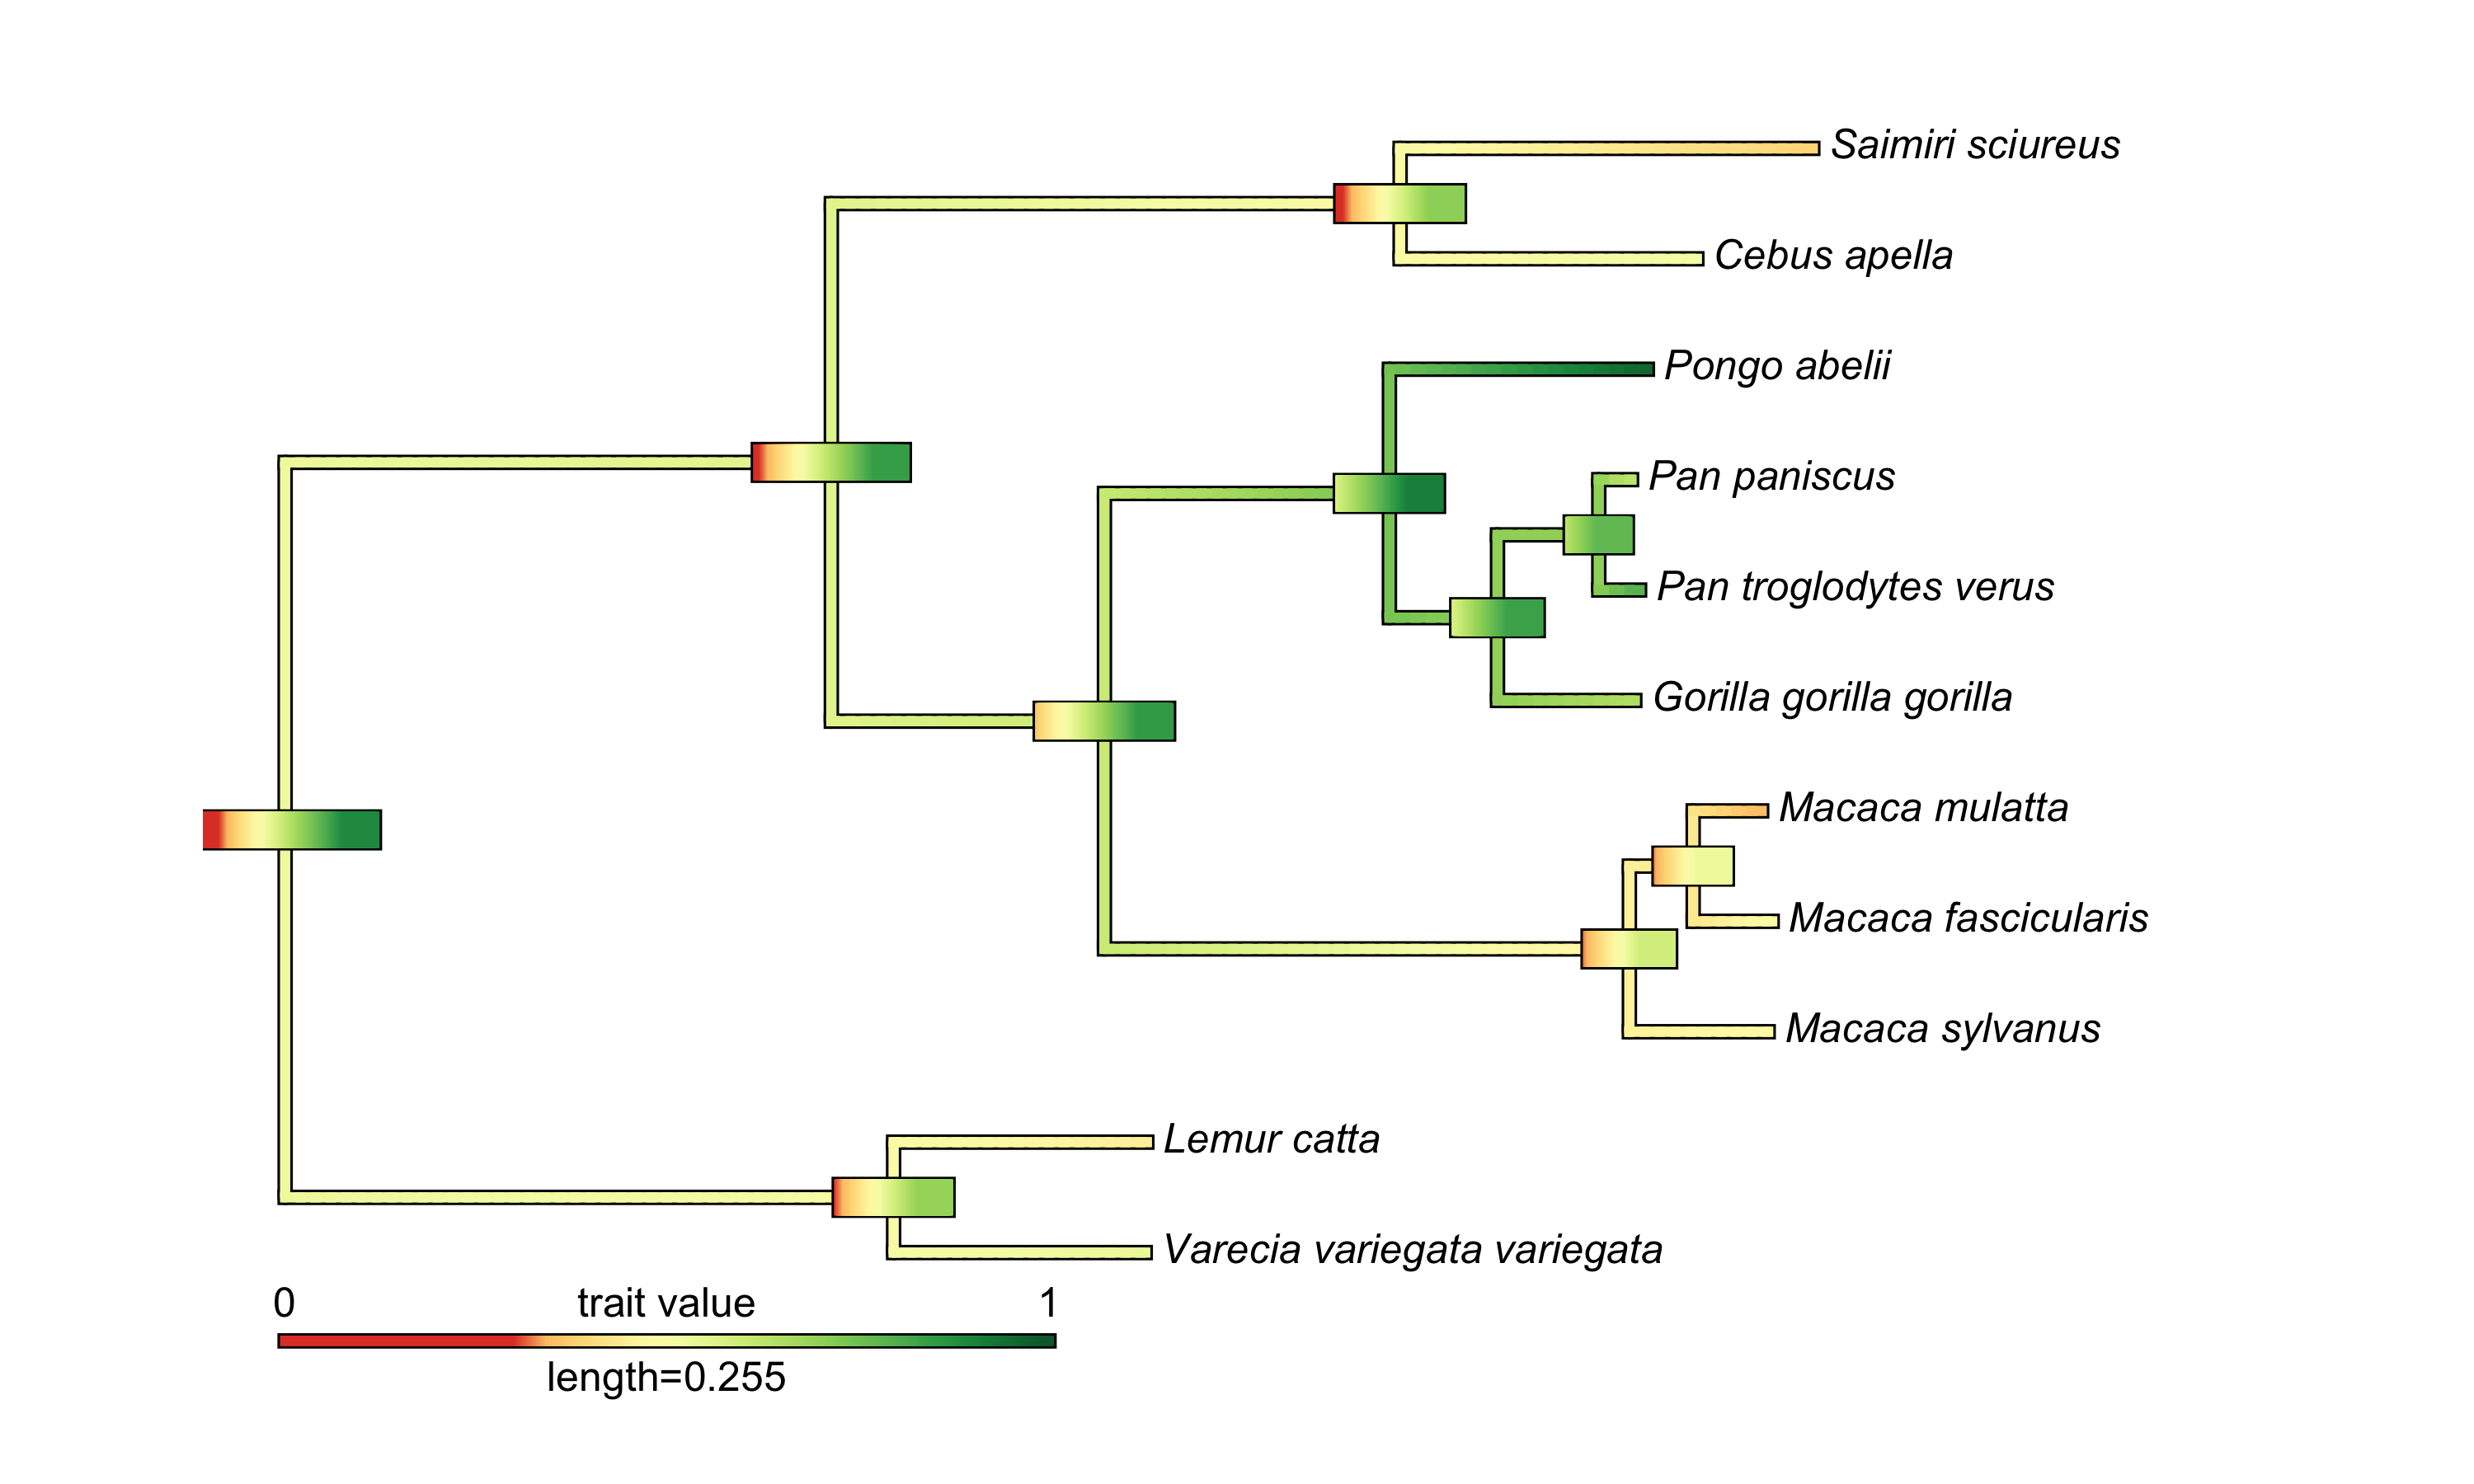 Saimiri sciureus
Cebus apella
Pongo abelii
Pan paniscus
Pan troglodytes verus
Gorilla gorilla gorilla
Macaca mulatta
Macaca fascicularis
Macaca sylvanus
Lemur catta
Varecia variegata variegata
0 trait value 1
length=0.255